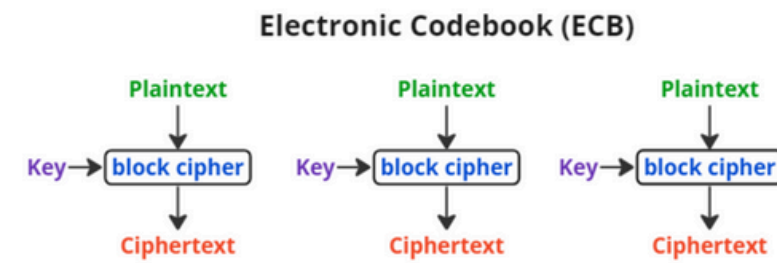 Electronic Codebook (ECB)
Plaintext Plaintext Plaintext
Key block cipher Key block cipher Key block cipher
Ciphertext Ciphertext Ciphertext